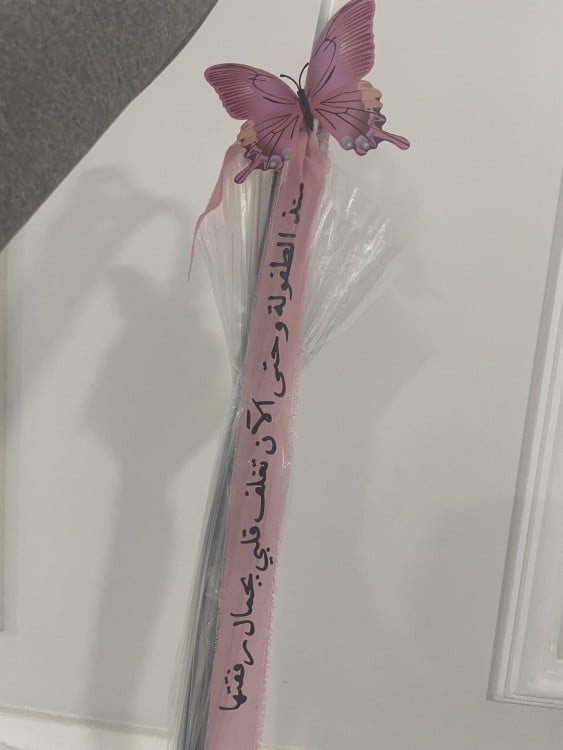 منذ الطفولة وحتى الآن تغلف قلبي بجمال رفقتها